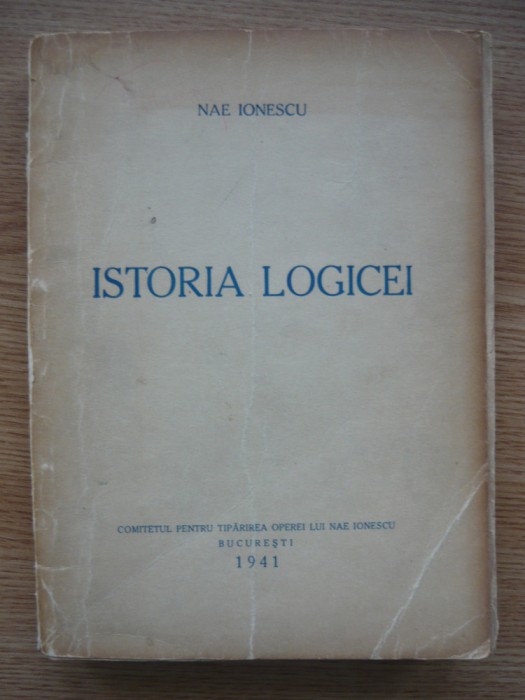 NAE IONESCU
ISTORIA LOGICEI
COMITETUL PENTRU TIPĂRIREA OPEREI LUI NAE IONESCU
BUCUREȘTI
1941